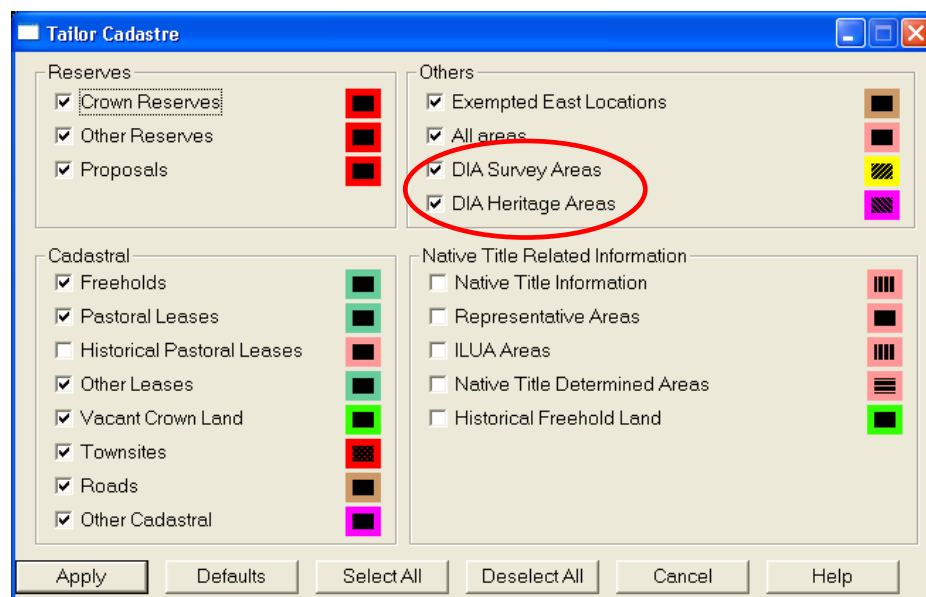 Tailor Cadastre
Reserves
Crown Reserves
Other Reserves
Proposals
Others
Exempted East Locations
All areas
DIA Survey Areas
DIA Heritage Areas
Cadastral
Freeholds
Pastoral Leases
Historical Pastoral Leases
Other Leases
Vacant Crown Land
Townsites
Roads
Other Cadastral
Native Title Related Information
Native Title Information
Representative Areas
ILUA Areas
Native Title Determined Areas
Historical Freehold Land
Apply Defaults Select All Deselect All Cancel Help